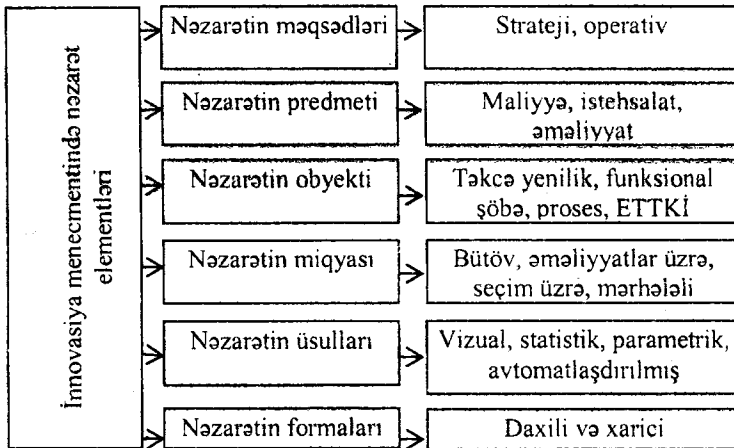 İnnovasiya menecmentində nəzarət
elementləri
Nəzarətin məqsədləri
Strateji, operativ
Nəzarətin predmeti
Maliyyə, istehsalat,
əməliyyat
Nəzarətin obyekti
Təkcə yenilik, funksional
şöbə, proses, ETTKİ
Nəzarətin miqyası
Bütöv, əməliyyatlar üzrə,
seçim üzrə, mərhələli
Nəzarətin üsulları
Vizual, statistik, parametrik,
avtomatlaşdırılmış
Nəzarətin formaları
Daxili və xarici